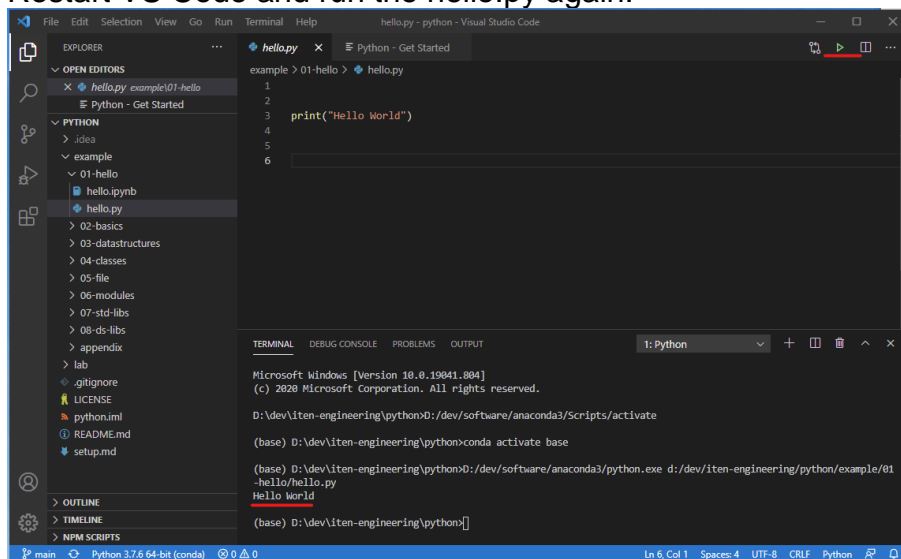 Restart VS Code and run the hello.py again.
File Edit Selection View Go Run Terminal Help hello.py - python - Visual Studio Code
EXPLORER
OPEN EDITORS
hello.py example\01-hello
Python - Get Started
PYTHON
.idea
example
01-hello
hello.ipynb
hello.py
02-basics
03-datastructures
04-classes
05-file
06-modules
07-std-libs
08-ds-libs
appendix
lab
.gitignore
LICENSE
python.iml
README.md
setup.md
OUTLINE
TIMELINE
NPM SCRIPTS
hello.py Python - Get Started
example > 01-hello > hello.py
1
2
3 print("Hello World")
4
5
6
TERMINAL DEBUG CONSOLE PROBLEMS OUTPUT 1: Python
Microsoft Windows [Version 10.0.19041.804]
(c) 2020 Microsoft Corporation. All rights reserved.
D:\dev\iten-engineering\python>D:/dev/software/anaconda3/Scripts/activate
(base) D:\dev\iten-engineering\python>conda activate base
(base) D:\dev\iten-engineering\python>D:/dev/software/anaconda3/python.exe d:/dev/iten-engineering/python/example/01
-hello/hello.py
Hello World
(base) D:\dev\iten-engineering\python>
main Python 3.7.6 64-bit (conda) 0 0 Ln 6, Col 1 Spaces: 4 UTF-8 CRLF Python